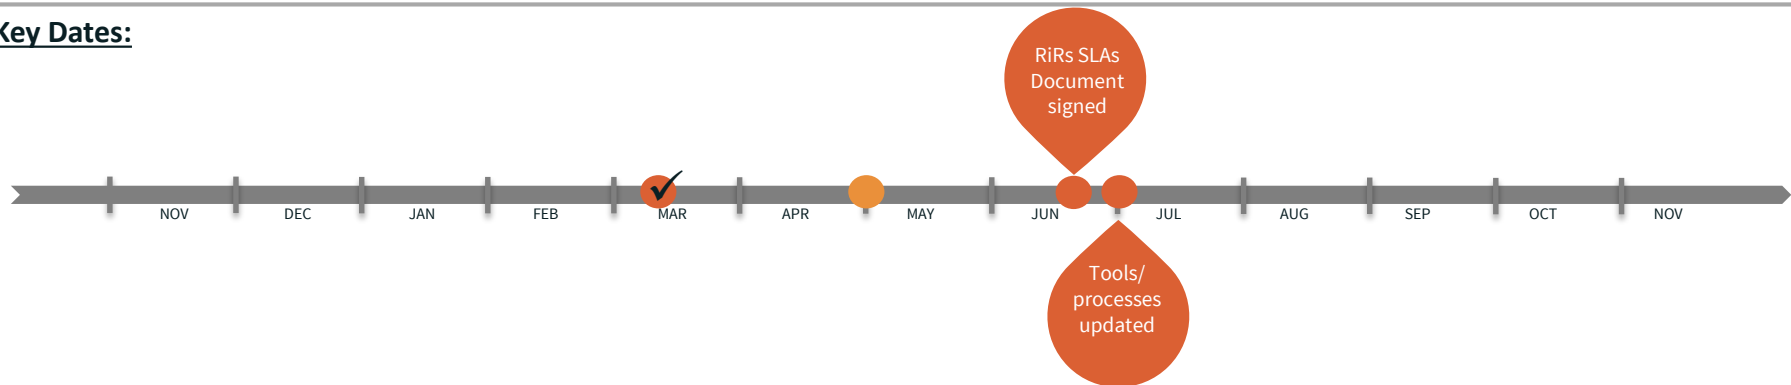 Key Dates:
RiRs SLAs
Document
signed
NOV
DEC
JAN
FEB
MAR
APR
MAY
JUN
JUL
AUG
SEP
OCT
NOV
Tools/
processes
updated